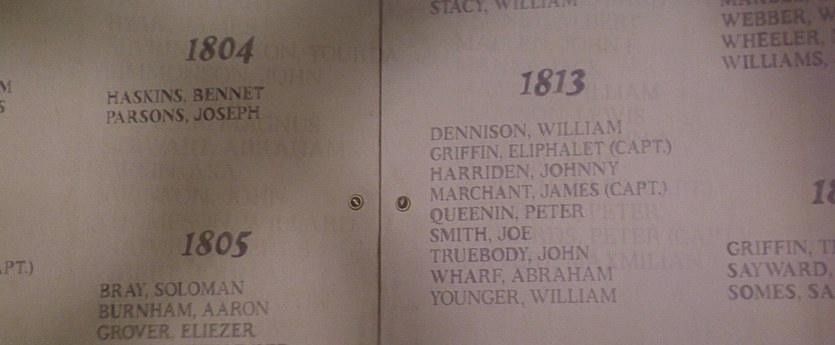 1804
HASKINS, BENNET
PARSONS, JOSEPH
1805
BRAY, SOLOMAN
BURNHAM, AARON
GROVER, ELIEZER
STACY, WILLIAM
1813
DENNISON, WILLIAM
GRIFFIN, ELIPHALET (CAPT.)
HARRIDEN, JOHNNY
MARCHANT, JAMES (CAPT.)
QUEENIN, PETER
SMITH, JOE
TRUEBODY, JOHN
WHARF, ABRAHAM
YOUNGER, WILLIAM
WEBBER,
WHEELER,
WILLIAMS,
GRIFFIN,
SAYWARD,
SOMES,